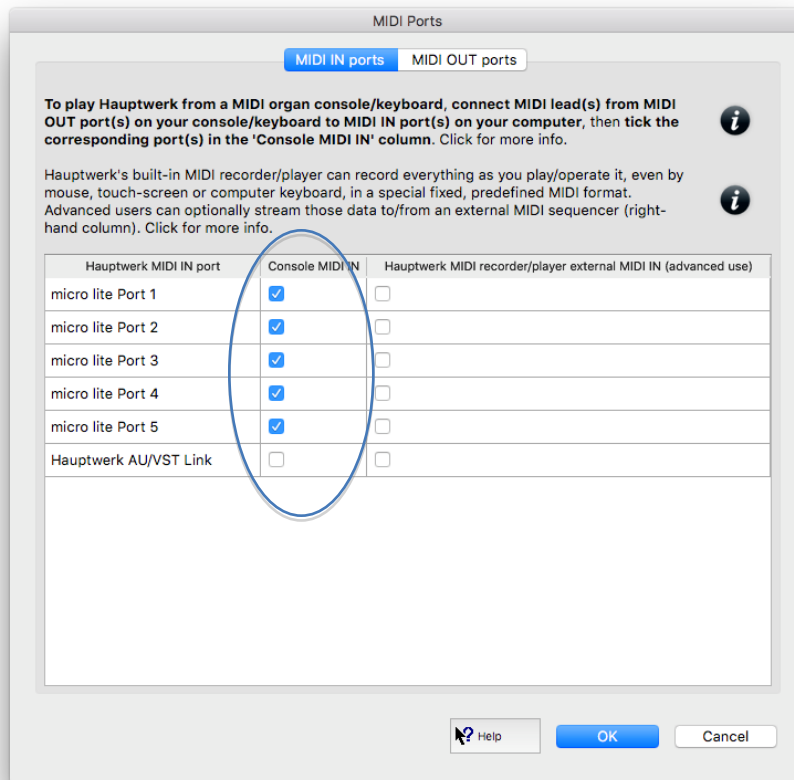 MIDI Ports
MIDI IN ports MIDI OUT ports
To play Hauptwerk from a MIDI organ console/keyboard, connect MIDI lead(s) from MIDI
OUT port(s) on your console/keyboard to MIDI IN port(s) on your computer, then tick the
corresponding port(s) in the 'Console MIDI IN' column. Click for more info.
Hauptwerk's built-in MIDI recorder/player can record everything as you play/operate it, even by
mouse, touch-screen or computer keyboard, in a special fixed, predefined MIDI format.
Advanced users can optionally stream those data to/from an external MIDI sequencer (right-
hand column). Click for more info.
Hauptwerk MIDI IN port Console MIDI IN Hauptwerk MIDI recorder/player external MIDI IN (advanced use)
micro lite Port 1
micro lite Port 2
micro lite Port 3
micro lite Port 4
micro lite Port 5
Hauptwerk AU/VST Link
Help OK Cancel